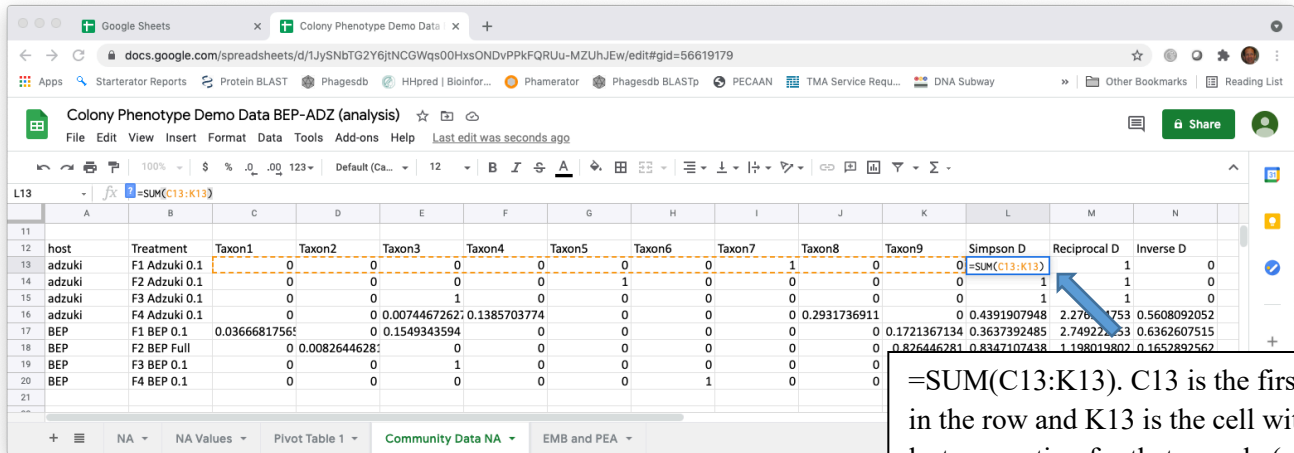 Google Sheets
Colony Phenotype Demo Data
docs.google.com/spreadsheets/d/1JySNbTG2Y6jtNCGWqs00HxsONDvPPkFQRUu-MZUhJEw/edit#gid=56619179
Apps Starterator Reports Protein BLAST Phagesdb HHpred | Bioinfor... Phamerator Phagesdb BLASTp PECAAN TMA Service Requ... DNA Subway » Other Bookmarks Reading List
Colony Phenotype Demo Data BEP-ADZ (analysis)
Share
File Edit View Insert Format Data Tools Add-ons Help Last edit was seconds ago
100% $ % .0 .00 123 Default (Ca... 12 B I S A
L13 fx ? =SUM(C13:K13)
A B C D E F G H I J K L M N
11
12 host Treatment Taxon1 Taxon2 Taxon3 Taxon4 Taxon5 Taxon6 Taxon7 Taxon8 Taxon9 Simpson D Reciprocal D Inverse D
13 adzuki F1 Adzuki 0.1 0 0 0 0 0 0 1 0 0 =SUM(C13:K13) 1 0
14 adzuki F2 Adzuki 0.1 0 0 0 0 1 0 0 0 0 1 1 0
15 adzuki F3 Adzuki 0.1 0 0 1 0 0 0 0 0 0 1 1 0
16 adzuki F4 Adzuki 0.1 0 0 0.00744672627 0.1385703774 0 0 0 0.2931736911 0 0.4391907948 0.5608092052
17 BEP F1 BEP 0.1 0.03666817565 0 0.1549343594 0 0 0 0 0 0.1721367134 0.3637392485 0.6362607515
18 BEP F2 BEP Full 0 0.00826446281 0 0 0 0 0 0 0.826446281 0.8347107438 1.198019802 0.1652892562
19 BEP F3 BEP 0.1 0 0 1 0 0 0 0 0
20 BEP F4 BEP 0.1 0 0 0 0 0 1 0 0
21
=SUM(C13:K13). C13 is the firs
in the row and K13 is the cell wit
+ NA NA Values Pivot Table 1 Community Data NA EMB and PEA